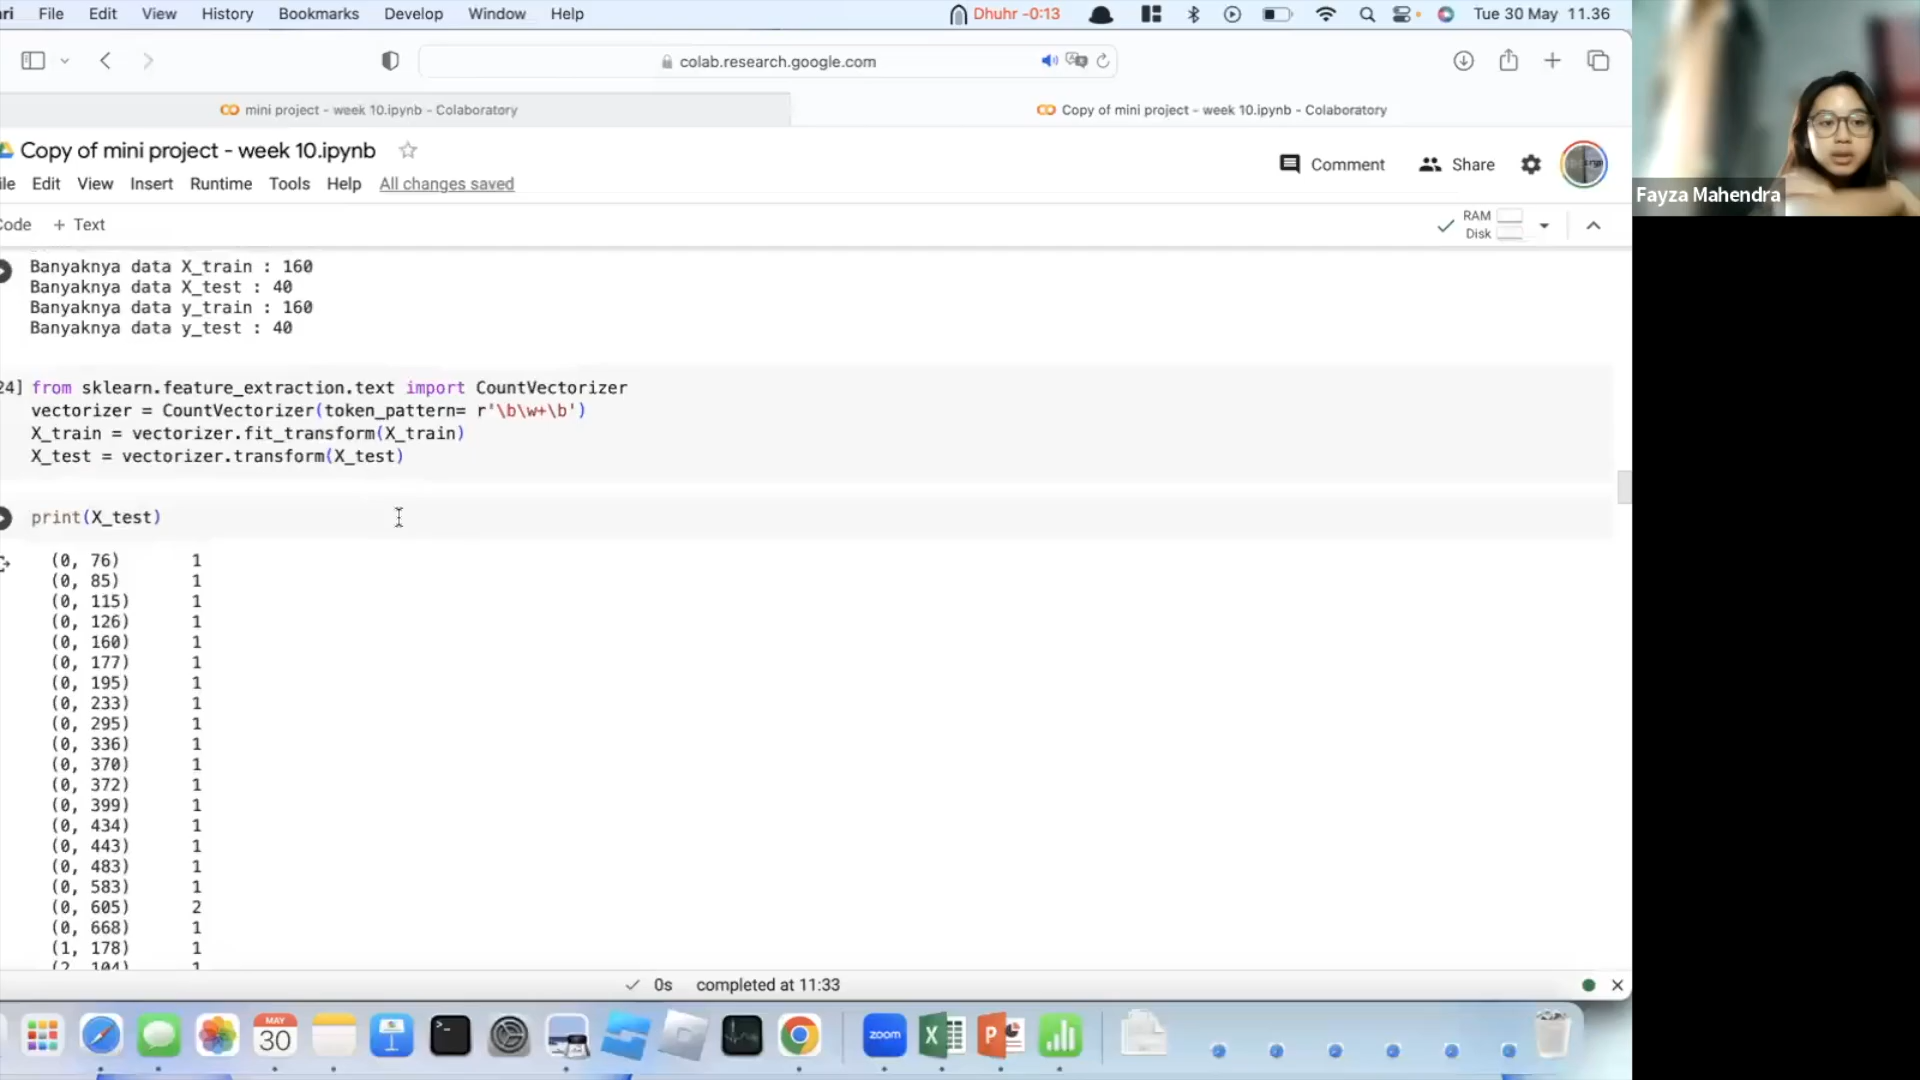 ri File Edit View History Bookmarks Develop Window Help Dhuhr -0:13 Tue 30 May 11.36
colab.research.google.com
mini project - week 10.ipynb - Colaboratory Copy of mini project - week 10.ipynb - Colaboratory
Copy of mini project - week 10.ipynb
Comment Share
ile Edit View Insert Runtime Tools Help All changes saved
Code + Text
RAM
Disk
Fayza Mahendra
Banyaknya data X_train : 160
Banyaknya data X_test : 40
Banyaknya data y_train : 160
Banyaknya data y_test : 40
24] from sklearn.feature_extraction.text import CountVectorizer
vectorizer = CountVectorizer(token_pattern= r'\b\w+\b')
X_train = vectorizer.fit_transform(X_train)
X_test = vectorizer.transform(X_test)
print(X_test)
(0, 76) 1
(0, 85) 1
(0, 115) 1
(0, 126) 1
(0, 160) 1
(0, 177) 1
(0, 195) 1
(0, 233) 1
(0, 295) 1
(0, 336) 1
(0, 370) 1
(0, 372) 1
(0, 399) 1
(0, 434) 1
(0, 443) 1
(0, 483) 1
(0, 583) 1
(0, 605) 2
(0, 668) 1
(1, 178) 1
(2, 104) 1
0s completed at 11:33
MAY
30
zoom